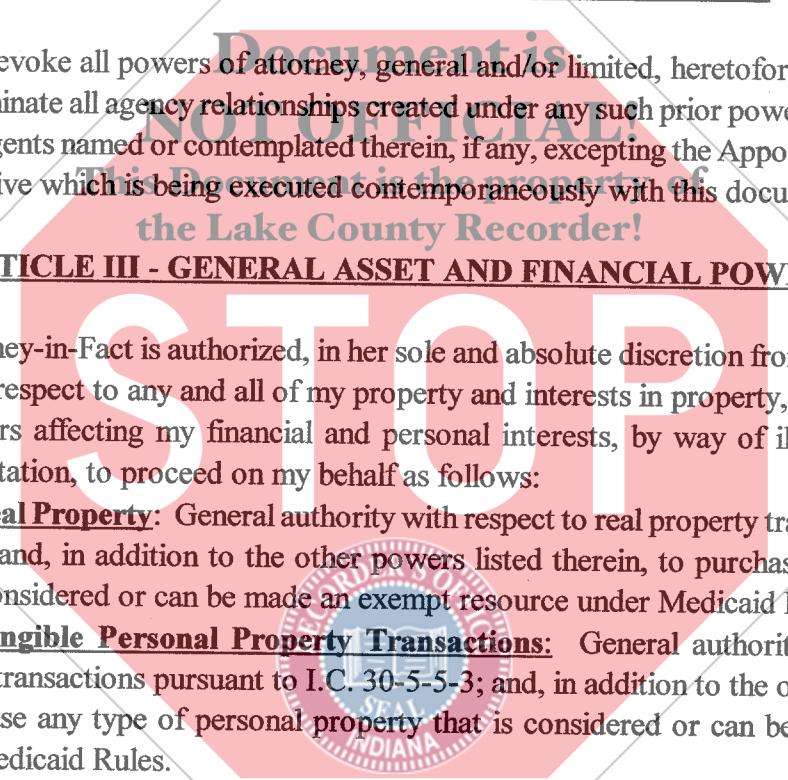 Document is
evoke all powers of attorney, general and/or limited, heretofor
NOT OFFICIAL!
inate all agency relationships created under any such prior powe
gents named or contemplated therein, if any, excepting the Appo
This Document is the property of
ive which is being executed contemporaneously with this docu
the Lake County Recorder!
TICLE III - GENERAL ASSET AND FINANCIAL POW
STOP
ney-in-Fact is authorized, in her sole and absolute discretion fro
respect to any and all of my property and interests in property,
rs affecting my financial and personal interests, by way of il
tation, to proceed on my behalf as follows:
eal Property: General authority with respect to real property tra
and, in addition to the other powers listed therein, to purchas
onsidered or can be made an exempt resource under Medicaid
ngible Personal Property Transactions: General authorit
transactions pursuant to I.C. 30-5-5-3; and, in addition to the o
se any type of personal property that is considered or can be
edicaid Rules.
RECORDER'S OFFICE
SEAL
INDIANA